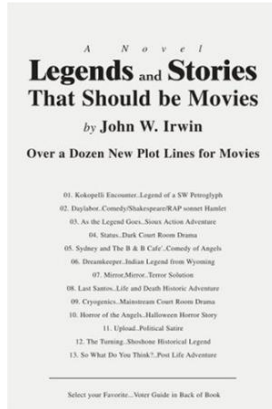 A Novel
Legends and Stories
That Should be Movies
by John W. Irwin
Over a Dozen New Plot Lines for Movies
01. Kokopelli Encounter..Legend of a SW Petroglyph
02. Daylabor..Comedy/Shakespeare/RAP sonnet Hamlet
03. As the Legend Goes..Sioux Action Adventure
04. Status..Dark Court Room Drama
05. Sydney and The B & B Cafe'..Comedy of Angels
06. Dreamkeeper..Indian Legend from Wyoming
07. Mirror,Mirror..Terror Solution
08. Last Santos..Life and Death Historic Adventure
09. Cryogenics..Mainstream Court Room Drama
10. Horror of the Angels..Halloween Horror Story
11. Upload..Political Satire
12. The Turning..Shoshone Historical Legend
13. So What Do You Think?..Post Life Adventure
Select your Favorite...Voter Guide in Back of Book